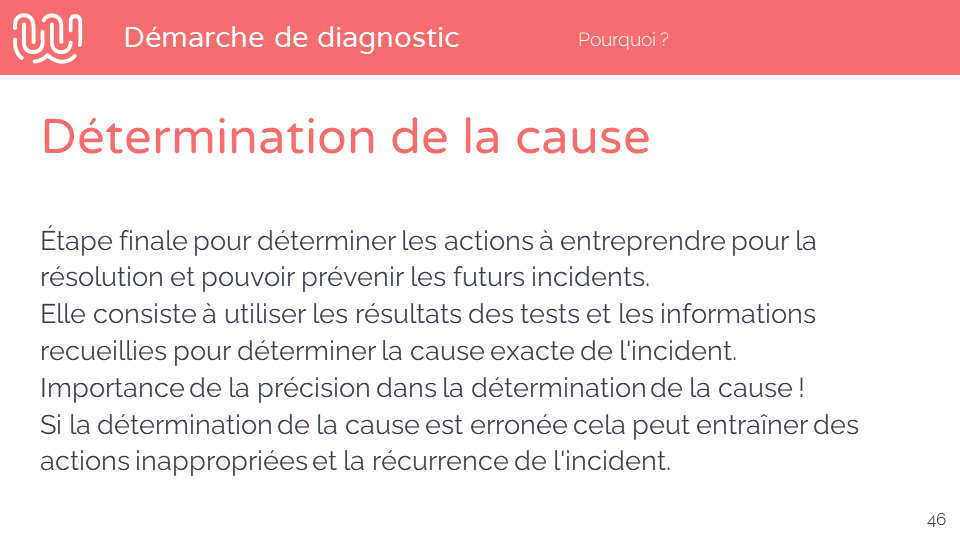 Démarche de diagnostic
Pourquoi ?
Détermination de la cause
Étape finale pour déterminer les actions à entreprendre pour la
résolution et pouvoir prévenir les futurs incidents.
Elle consiste à utiliser les résultats des tests et les informations
recueillies pour déterminer la cause exacte de l'incident.
Importance de la précision dans la détermination de la cause !
Si la détermination de la cause est erronée cela peut entraîner des
actions inappropriées et la récurrence de l'incident.
46